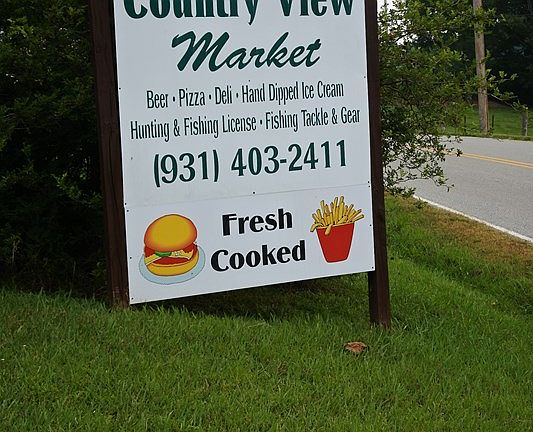 Country View
Market
Beer • Pizza • Deli • Hand Dipped Ice Cream
Hunting & Fishing License • Fishing Tackle & Gear
(931) 403-2411
Fresh
Cooked